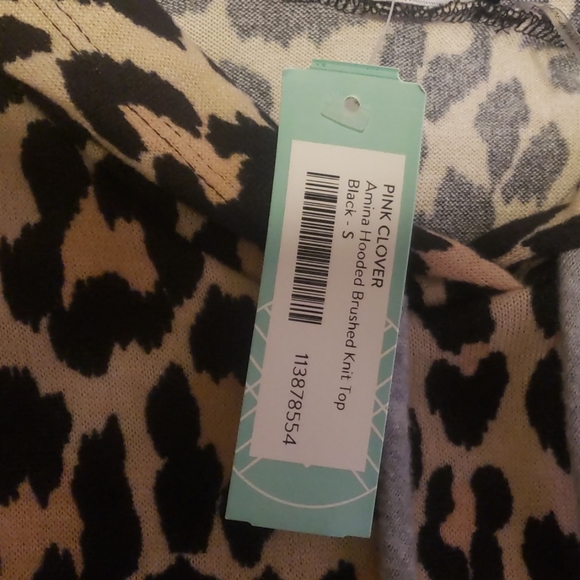 PINK CLOVER
Amina Hooded Brushed Knit Top
Black - S
113878554